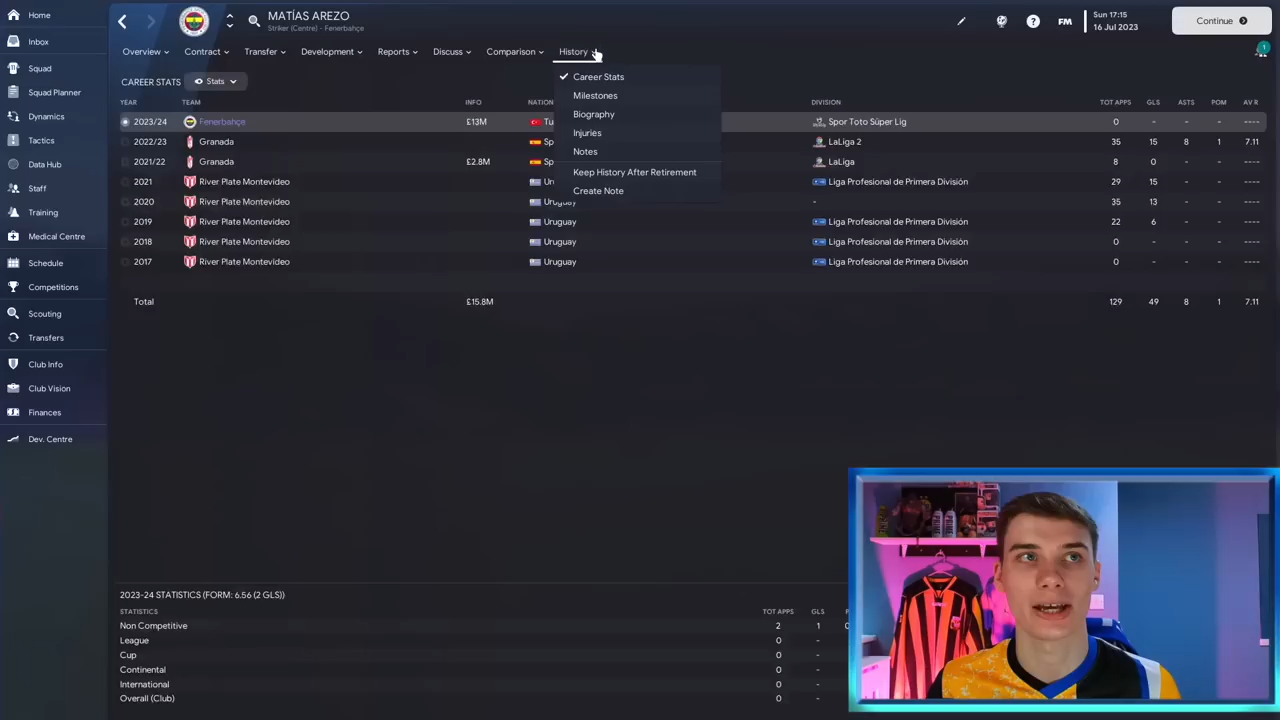 Home
MATÍAS AREZO
Striker (Centre) - Fenerbahçe
FM
Sun 17:15
16 Jul 2023
Continue
Inbox
Squad
Squad Planner
Dynamics
Tactics
Data Hub
Staff
Training
Medical Centre
Schedule
Competitions
Scouting
Transfers
Club Info
Club Vision
Finances
Dev. Centre
Overview Contract Transfer Development Reports Discuss Comparison History
1
CAREER STATS Stats
Career Stats
Milestones
Biography
Injuries
Notes
Keep History After Retirement
Create Note
YEAR TEAM INFO NATION DIVISION TOT APPS GLS ASTS POM AV R
2023/24 Fenerbahçe £13M Tu Spor Toto Süper Lig 0 - - - ----
2022/23 Granada Sp LaLiga 2 35 15 8 1 7.11
2021/22 Granada £2.8M Sp LaLiga 8 0 - - ----
2021 River Plate Montevideo Un Liga Profesional de Primera División 29 15 - - ----
2020 River Plate Montevideo Uruguay - 35 13 - - ----
2019 River Plate Montevideo Uruguay Liga Profesional de Primera División 22 6 - - ----
2018 River Plate Montevideo Uruguay Liga Profesional de Primera División 0 - - - ----
2017 River Plate Montevideo Uruguay Liga Profesional de Primera División 0 - - - ----
Total £15.8M 129 49 8 1 7.11
2023-24 STATISTICS (FORM: 6.56 (2 GLS))
STATISTICS TOT APPS GLS
Non Competitive 2 1
League 0 -
Cup 0 -
Continental 0 -
International 0 -
Overall (Club) 0 -